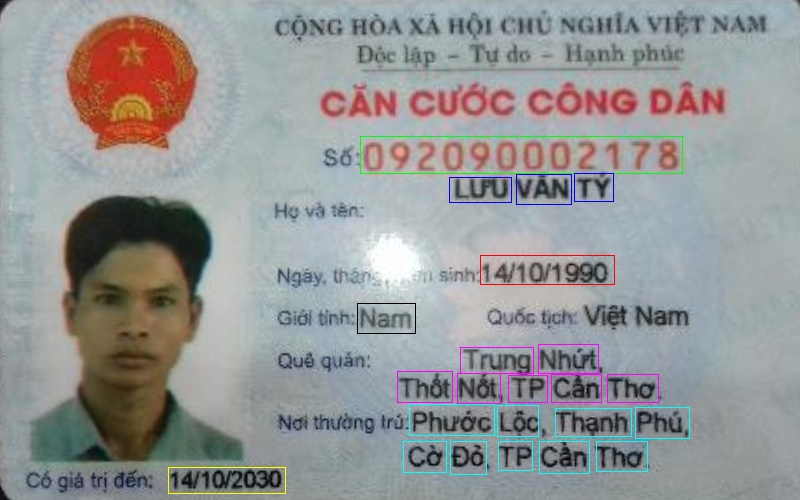 CỘNG HÒA XÃ HỘI CHỦ NGHĨA VIỆT NAM
Độc lập - Tự do - Hạnh phúc
CĂN CƯỚC CÔNG DÂN
Số: 092090002178
LƯU VĂN TÝ
Họ và tên:
Ngày, tháng, năm sinh: 14/10/1990
Giới tính: Nam Quốc tịch: Việt Nam
Quê quán: Trung Nhứt,
Thốt Nốt, TP Cần Thơ.
Nơi thường trú: Phước Lộc, Thạnh Phú,
Cờ Đỏ, TP Cần Thơ.
Có giá trị đến: 14/10/2030